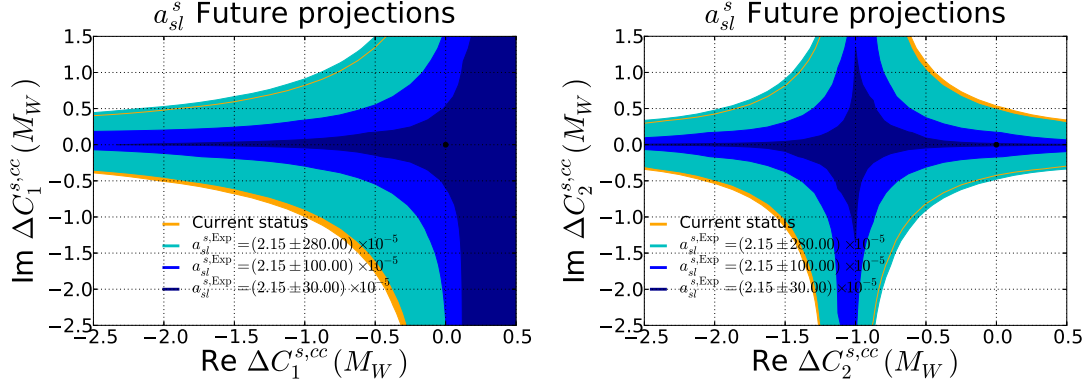 a_{sl}^{s} Future projections
1.5
1.0
0.5
0.0
−0.5
−1.0
−1.5
−2.0
−2.5
Im ΔC_1^{s,cc} (M_W)
Current status
a_{sl}^{s,Exp} =(2.15 ±280.00) ×10^{−5}
a_{sl}^{s,Exp} =(2.15 ±100.00) ×10^{−5}
a_{sl}^{s,Exp} =(2.15 ±30.00) ×10^{−5}
−2.5 −2.0 −1.5 −1.0 −0.5 0.0 0.5
Re ΔC_1^{s,cc} (M_W)
a_{sl}^{s} Future projections
1.5
1.0
0.5
0.0
−0.5
−1.0
−1.5
−2.0
−2.5
Im ΔC_2^{s,cc} (M_W)
Current status
a_{sl}^{s,Exp} =(2.15 ±280.00) ×10^{−5}
a_{sl}^{s,Exp} =(2.15 ±100.00) ×10^{−5}
a_{sl}^{s,Exp} =(2.15 ±30.00) ×10^{−5}
−2.5 −2.0 −1.5 −1.0 −0.5 0.0 0.5
Re ΔC_2^{s,cc} (M_W)